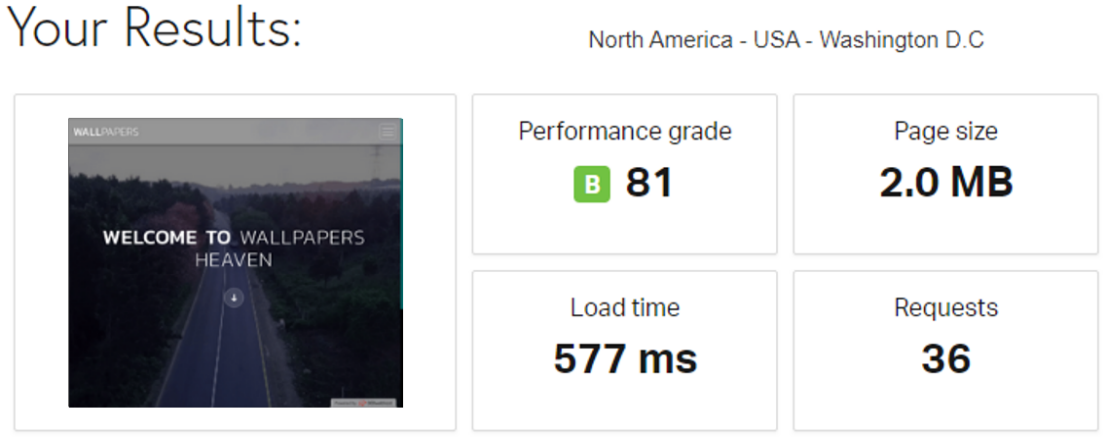 Your Results:
North America - USA - Washington D.C
WALLPAPERS
WELCOME TO WALLPAPERS
HEAVEN
Performance grade
B 81
Page size
2.0 MB
Load time
577 ms
Requests
36